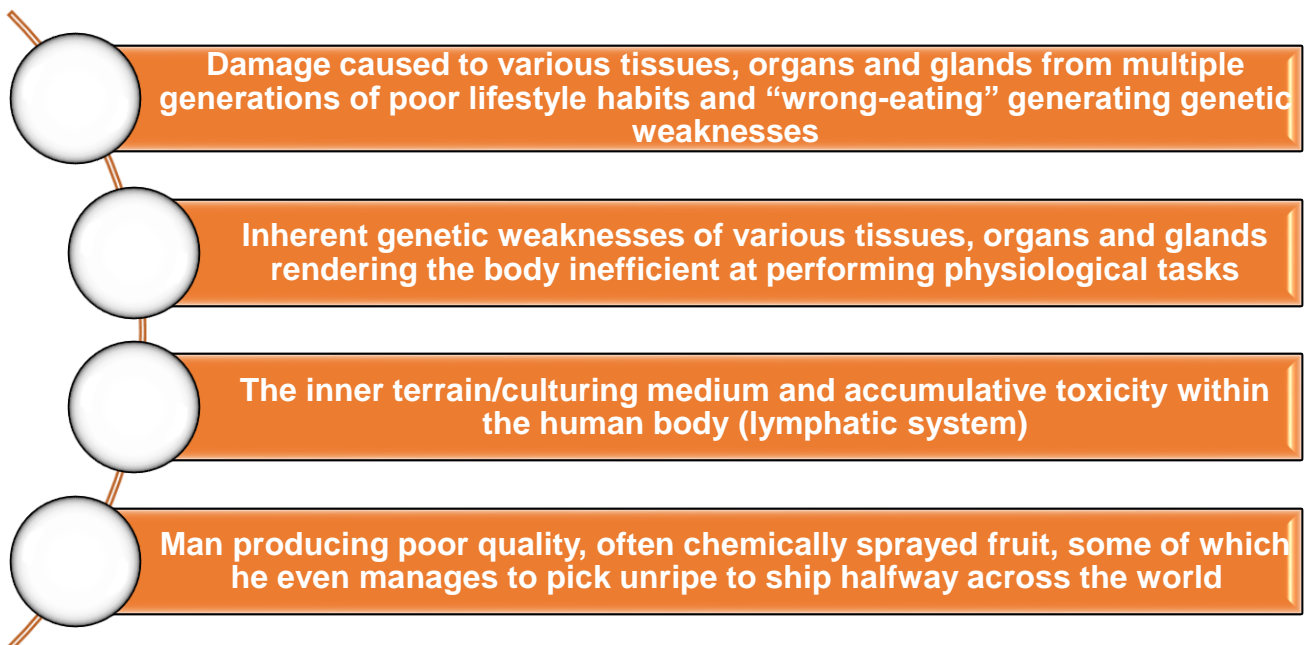 Damage caused to various tissues, organs and glands from multiple
generations of poor lifestyle habits and “wrong-eating” generating genetic
weaknesses
Inherent genetic weaknesses of various tissues, organs and glands
rendering the body inefficient at performing physiological tasks
The inner terrain/culturing medium and accumulative toxicity within
the human body (lymphatic system)
Man producing poor quality, often chemically sprayed fruit, some of which
he even manages to pick unripe to ship halfway across the world